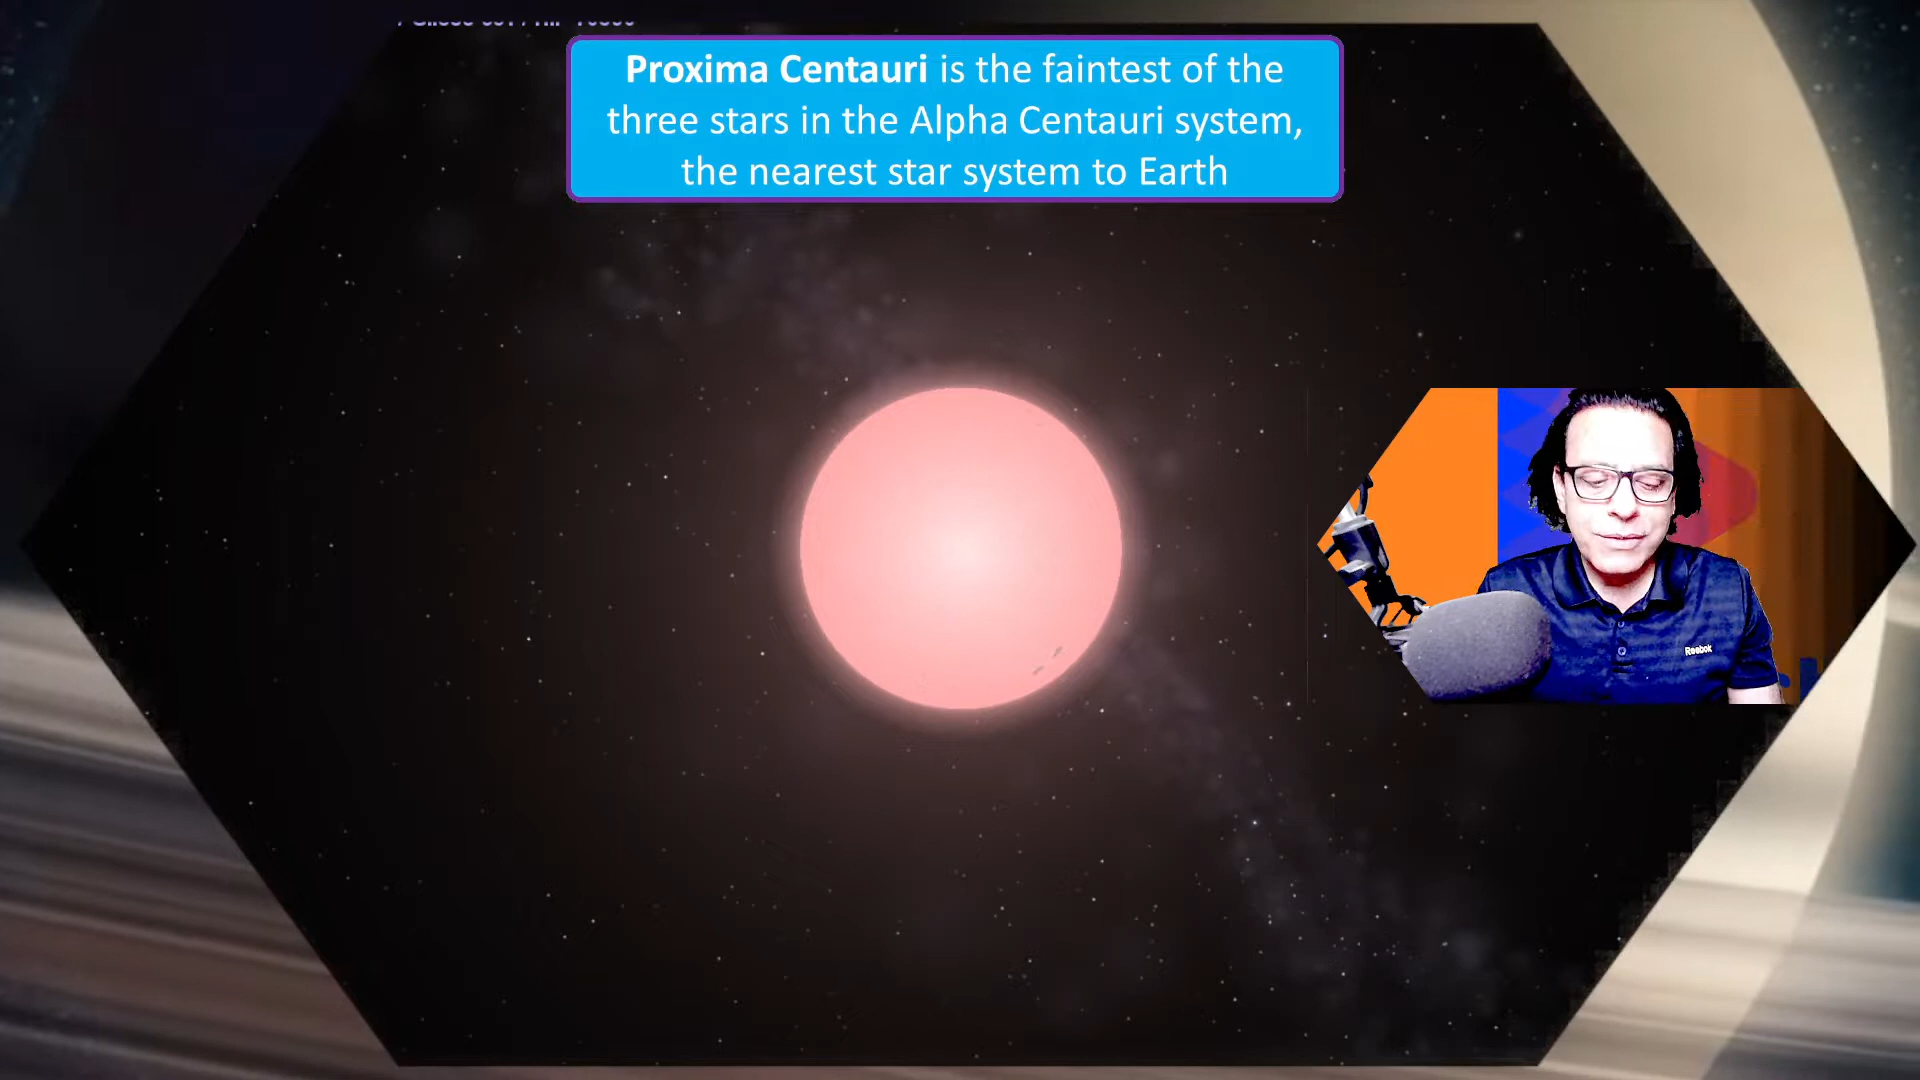 Proxima Centauri is the faintest of the
three stars in the Alpha Centauri system,
the nearest star system to Earth
Reebok